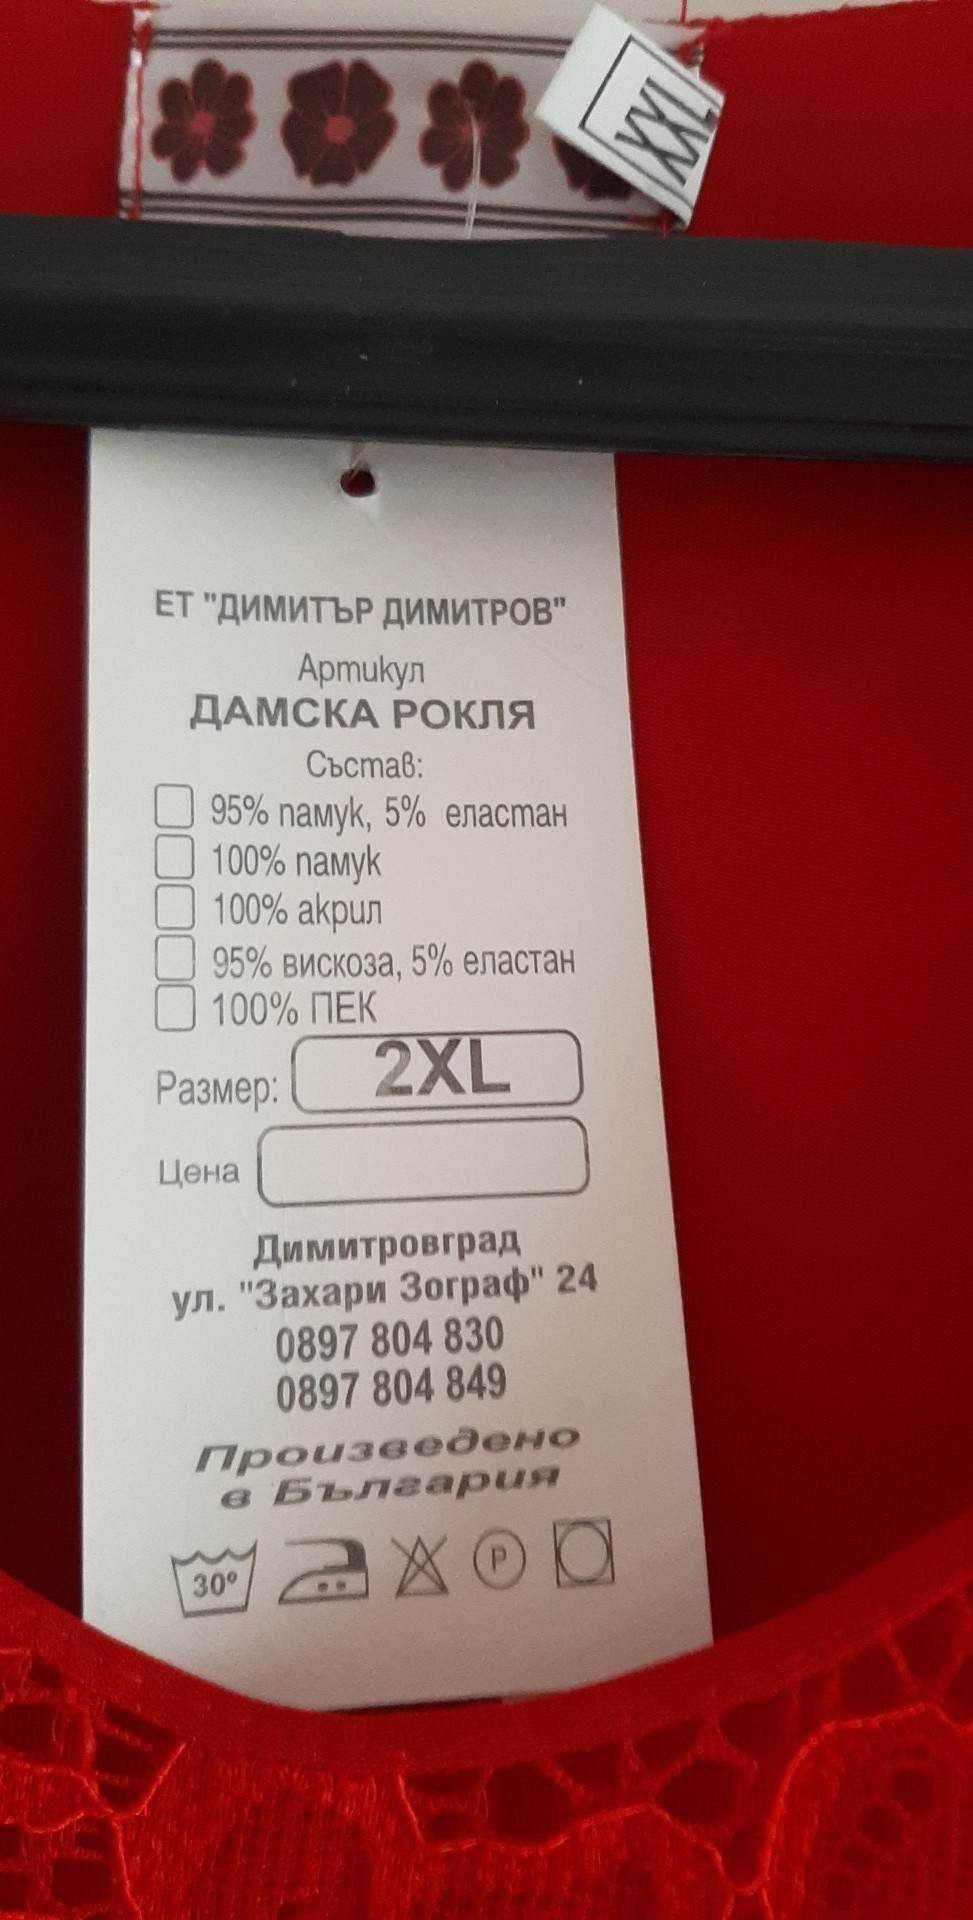 XXL
ЕТ "ДИМИТЪР ДИМИТРОВ"
Артикул
ДАМСКА РОКЛЯ
Състав:
95% памук, 5% еластан
100% памук
100% акрил
95% вискоза, 5% еластан
100% ПЕК
Размер: 2XL
Цена
Димитровград
ул. "Захари Зограф" 24
0897 804 830
0897 804 849
Произведено
в България
30° P